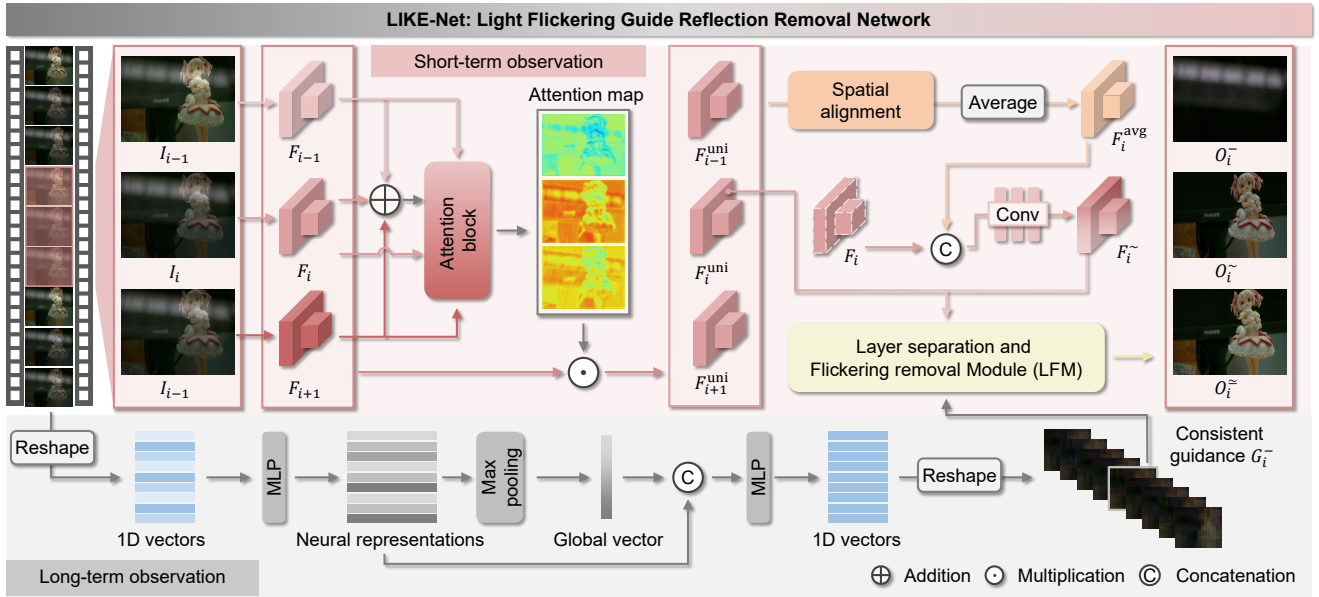 LIKE-Net: Light Flickering Guide Reflection Removal Network
Short-term observation
I_{i-1}
I_i
I_{i-1}
F_{i-1}
F_i
F_{i+1}
Attention
block
Attention map
F_{i-1}^{uni}
F_i^{uni}
F_{i+1}^{uni}
Spatial
alignment
Average
F_i^{avg}
F_i
C
Conv
F_i^{~}
Layer separation and
Flickering removal Module (LFM)
O_i^{-}
O_i^{~}
O_i^{≈}
Reshape
1D vectors
MLP
Neural representations
Max
pooling
Global vector
C
MLP
1D vectors
Reshape
Consistent
guidance G_i^{-}
Long-term observation
Addition
Multiplication
C Concatenation